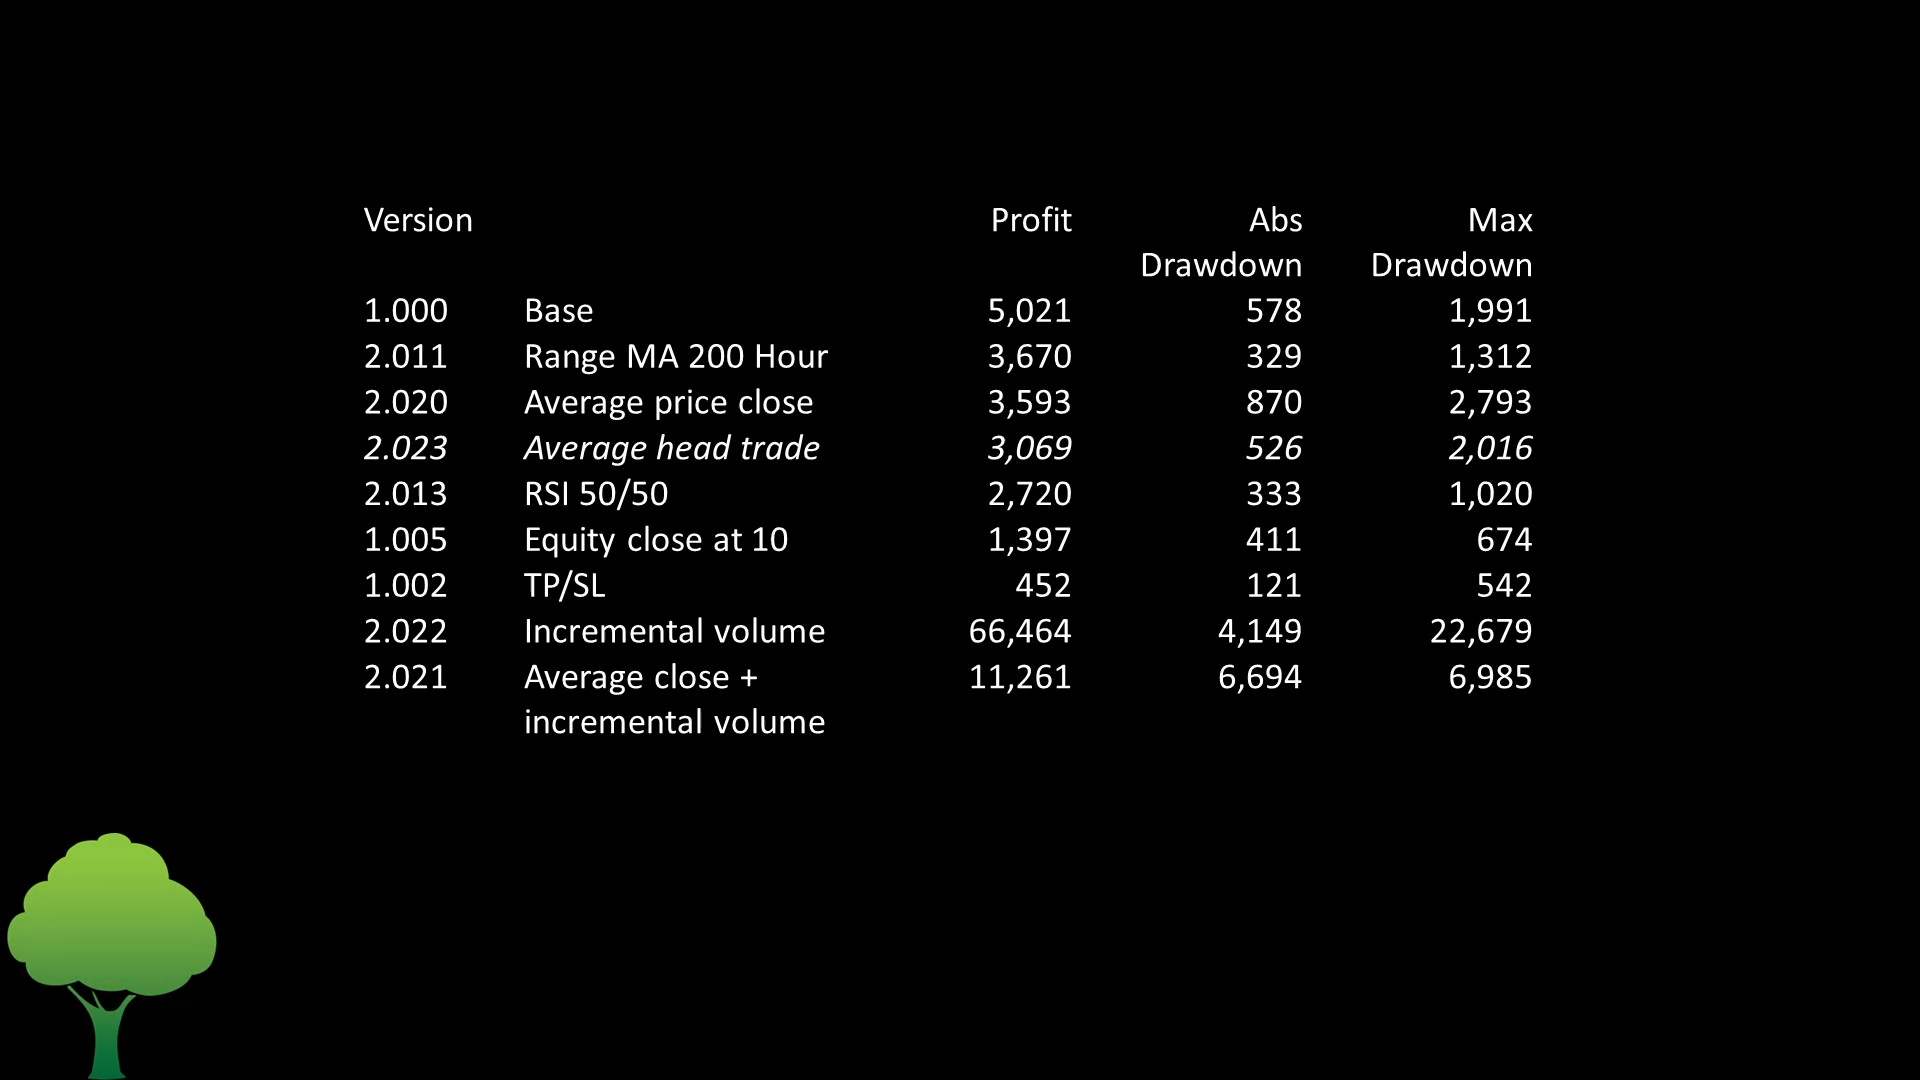 Version Profit Abs Max
Drawdown Drawdown
1.000 Base 5,021 578 1,991
2.011 Range MA 200 Hour 3,670 329 1,312
2.020 Average price close 3,593 870 2,793
2.023 Average head trade 3,069 526 2,016
2.013 RSI 50/50 2,720 333 1,020
1.005 Equity close at 10 1,397 411 674
1.002 TP/SL 452 121 542
2.022 Incremental volume 66,464 4,149 22,679
2.021 Average close + 11,261 6,694 6,985
incremental volume